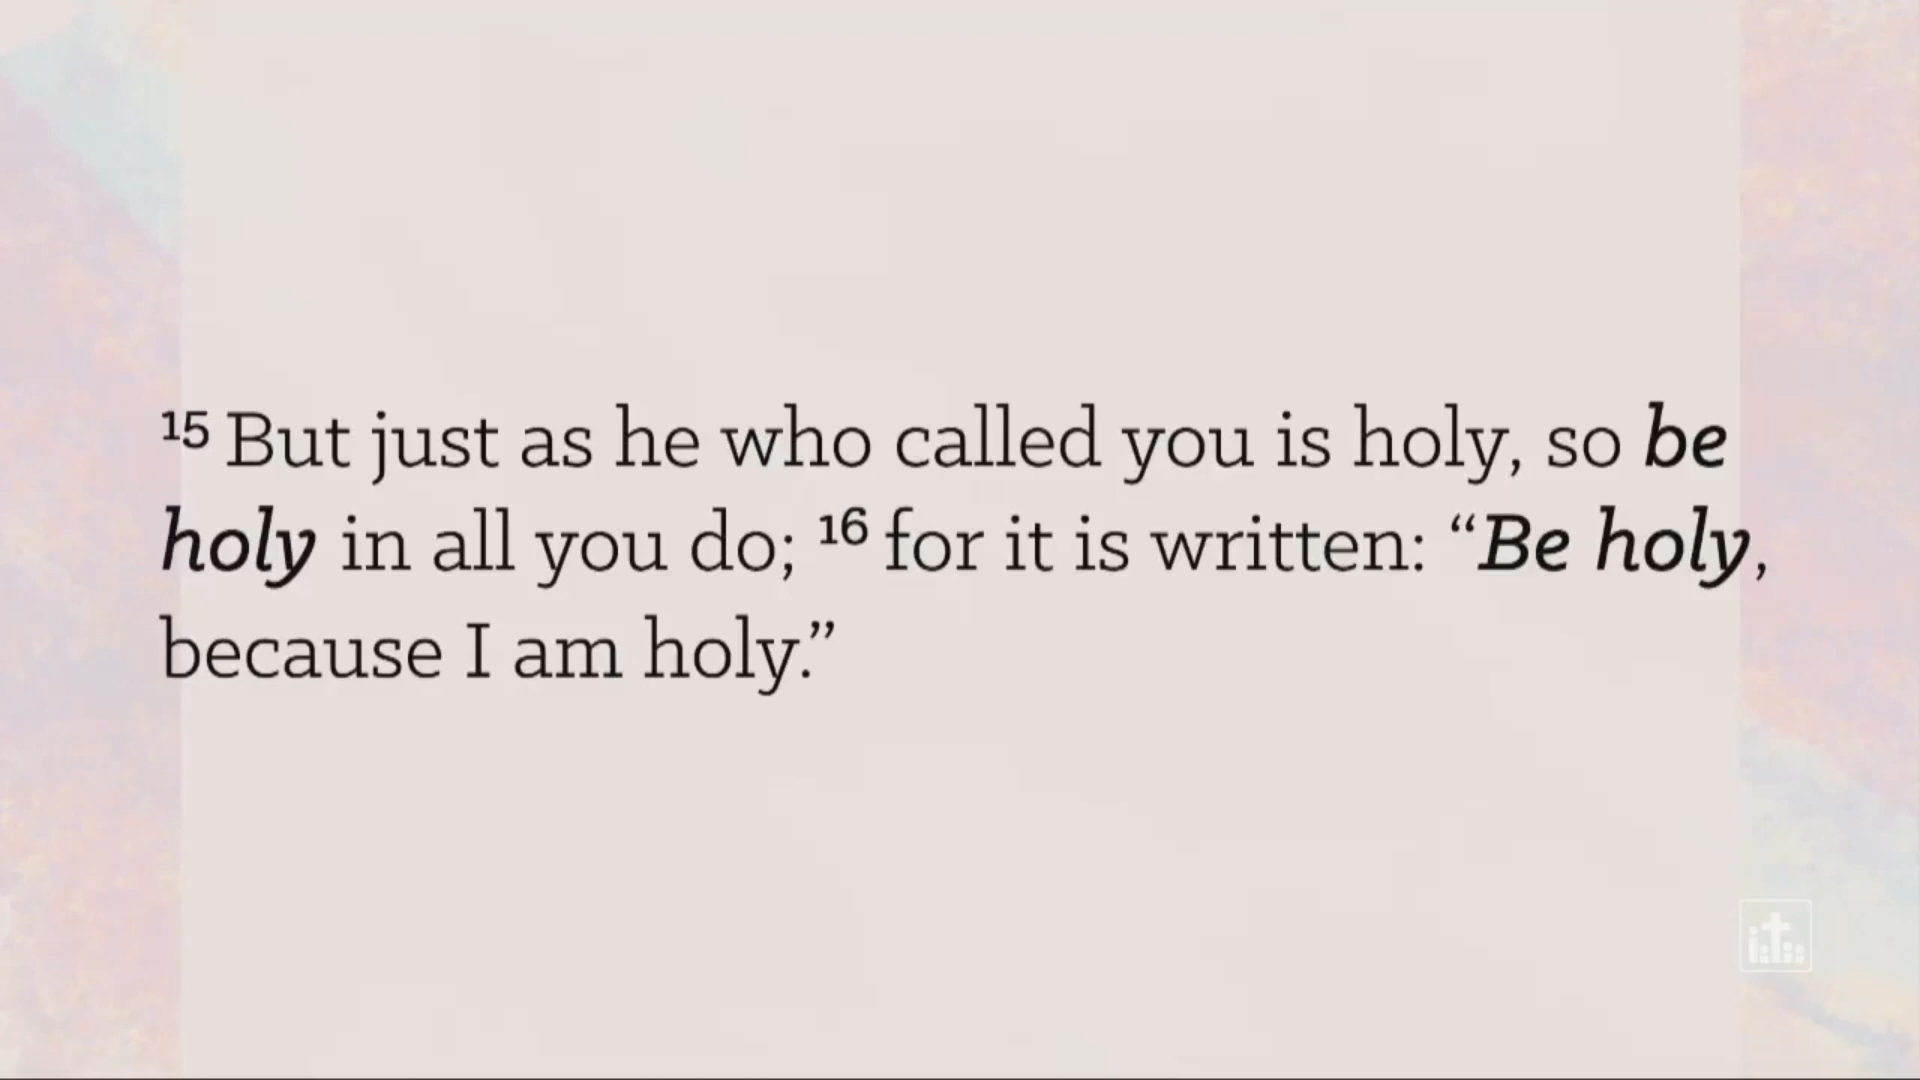 15 But just as he who called you is holy, so be
holy in all you do; 16 for it is written: “Be holy,
because I am holy.”